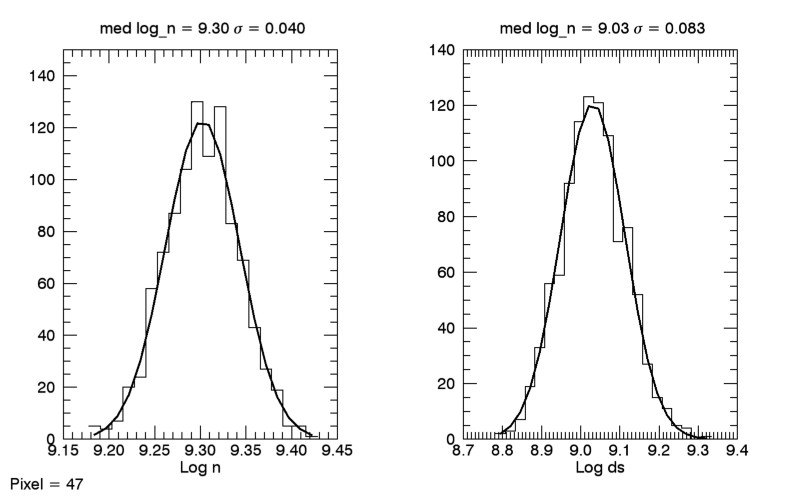 med log_n = 9.30 σ = 0.040
140
120
100
80
60
40
20
0
9.15 9.20 9.25 9.30 9.35 9.40 9.45
Log n
med log_n = 9.03 σ = 0.083
140
120
100
80
60
40
20
0
8.7 8.8 8.9 9.0 9.1 9.2 9.3 9.4
Log ds
Pixel = 47